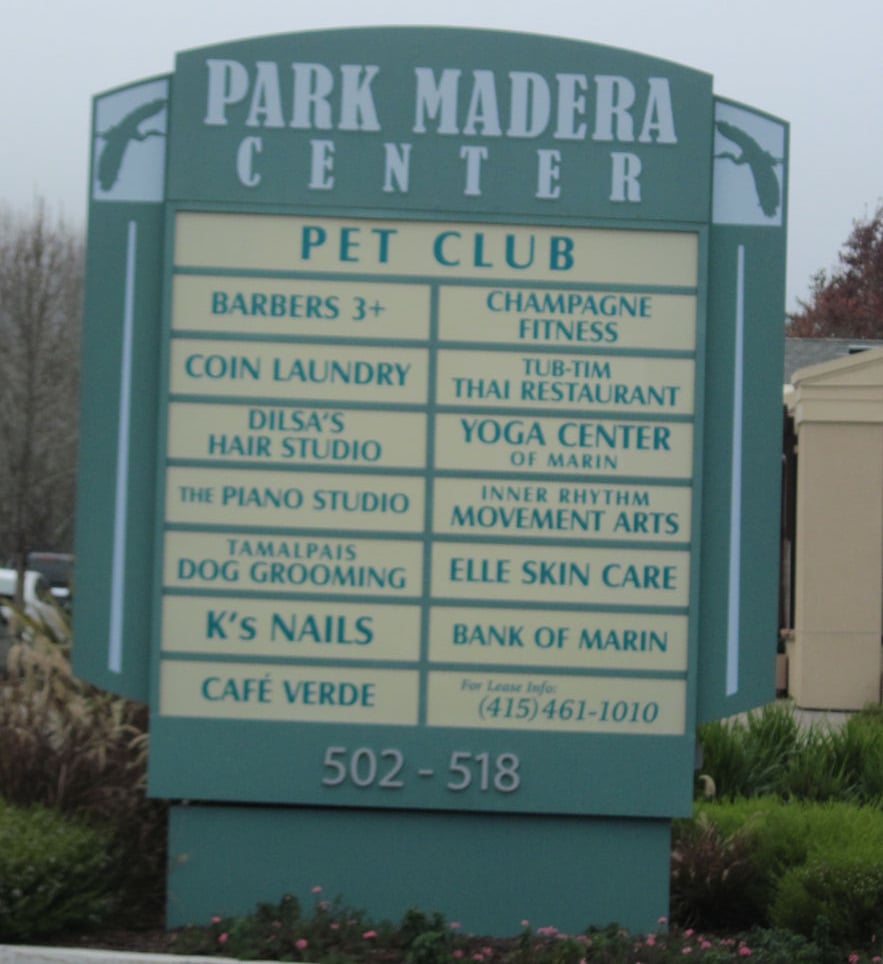 PARK MADERA
CENTER
PET CLUB
BARBERS 3+
CHAMPAGNE
FITNESS
COIN LAUNDRY
TUB-TIM
THAI RESTAURANT
DILSA'S
HAIR STUDIO
YOGA CENTER
OF MARIN
THE PIANO STUDIO
INNER RHYTHM
MOVEMENT ARTS
TAMALPAIS
DOG GROOMING
ELLE SKIN CARE
K's NAILS
BANK OF MARIN
CAFÉ VERDE
For Lease Info:
(415) 461-1010
502 - 518